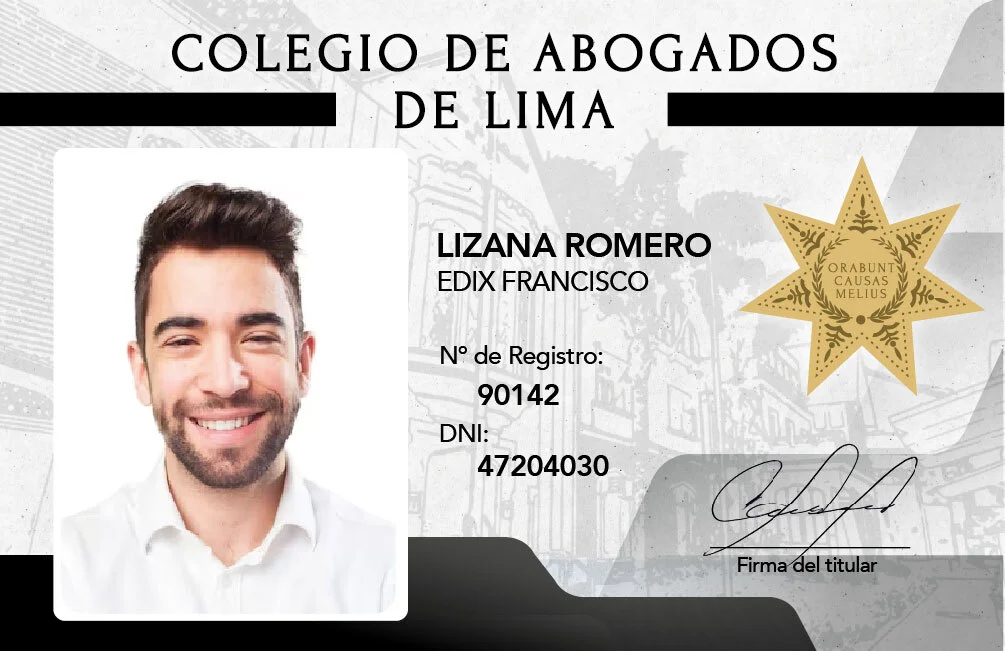 COLEGIO DE ABOGADOS
DE LIMA
LIZANA ROMERO
EDIX FRANCISCO
ORABUNT
CAUSAS
MELIUS
Nº de Registro:
90142
DNI:
47204030
Firma del titular